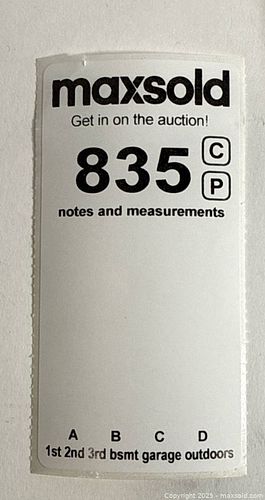 maxsold
Get in on the auction!
835 C
P
notes and measurements
A B C D
1st 2nd 3rd bsmt garage outdoors
Copyright 2025 - maxsold.com